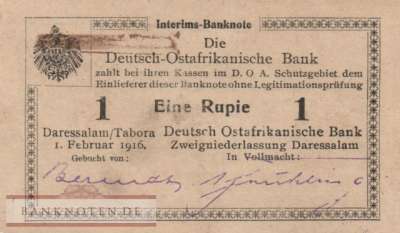 Interims-Banknote
Die
Deutsch-Ostafrikanische Bank
zahlt bei ihren Kassen im D. O. A. Schutzgebiet dem
Einlieferer dieser Banknote ohne Legitimationsprüfung
1 Eine Rupie 1
Daressalam/Tabora Deutsch Ostafrikanische Bank
1. Februar 1916. Zweigniederlassung Daressalam
Gebucht von: In Vollmacht:
BANKNOTEN.DE